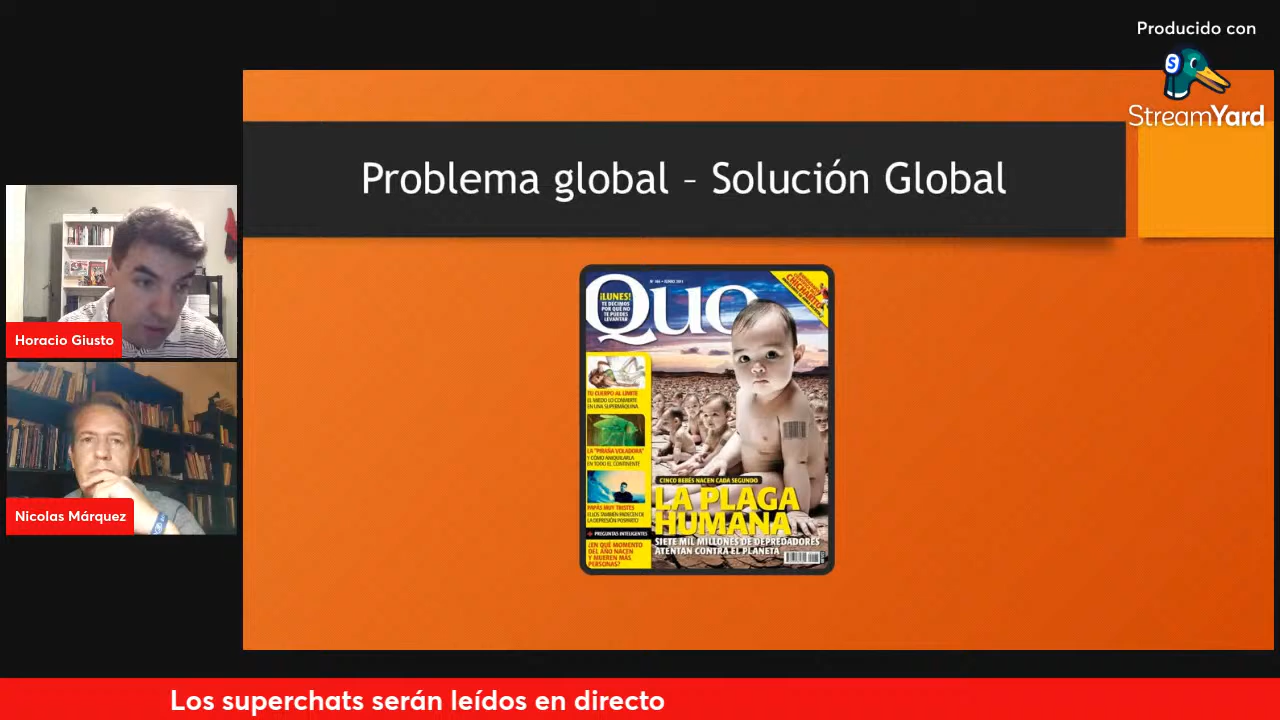 Producido con
StreamYard
Problema global – Solución Global
Horacio Giusto
Nicolas Márquez
Quo
¡LUNES!
TE DECIMOS
POR QUÉ NO
TE PUEDES
LEVANTAR
CHICHARITO
TU CUERPO AL LÍMITE
EL MIEDO LO CONVIERTE
EN UNA SUPERMÁQUINA
LA "PIRAÑA VOLADORA"
Y CÓMO ANIQUILARLA
EN TODO EL CONTINENTE
PAPÁS MUY TRISTES
ELLOS TAMBIÉN PADECEN DE
LA DEPRESIÓN POSPARTO
PREGUNTAS INTELIGENTES
¿EN QUÉ MOMENTO
DEL AÑO NACEN
Y MUEREN MÁS
PERSONAS?
CINCO BEBÉS NACEN CADA SEGUNDO
LA PLAGA
HUMANA
SIETE MIL MILLONES DE DEPREDADORES
ATENTAN CONTRA EL PLANETA
Los superchats serán leídos en directo